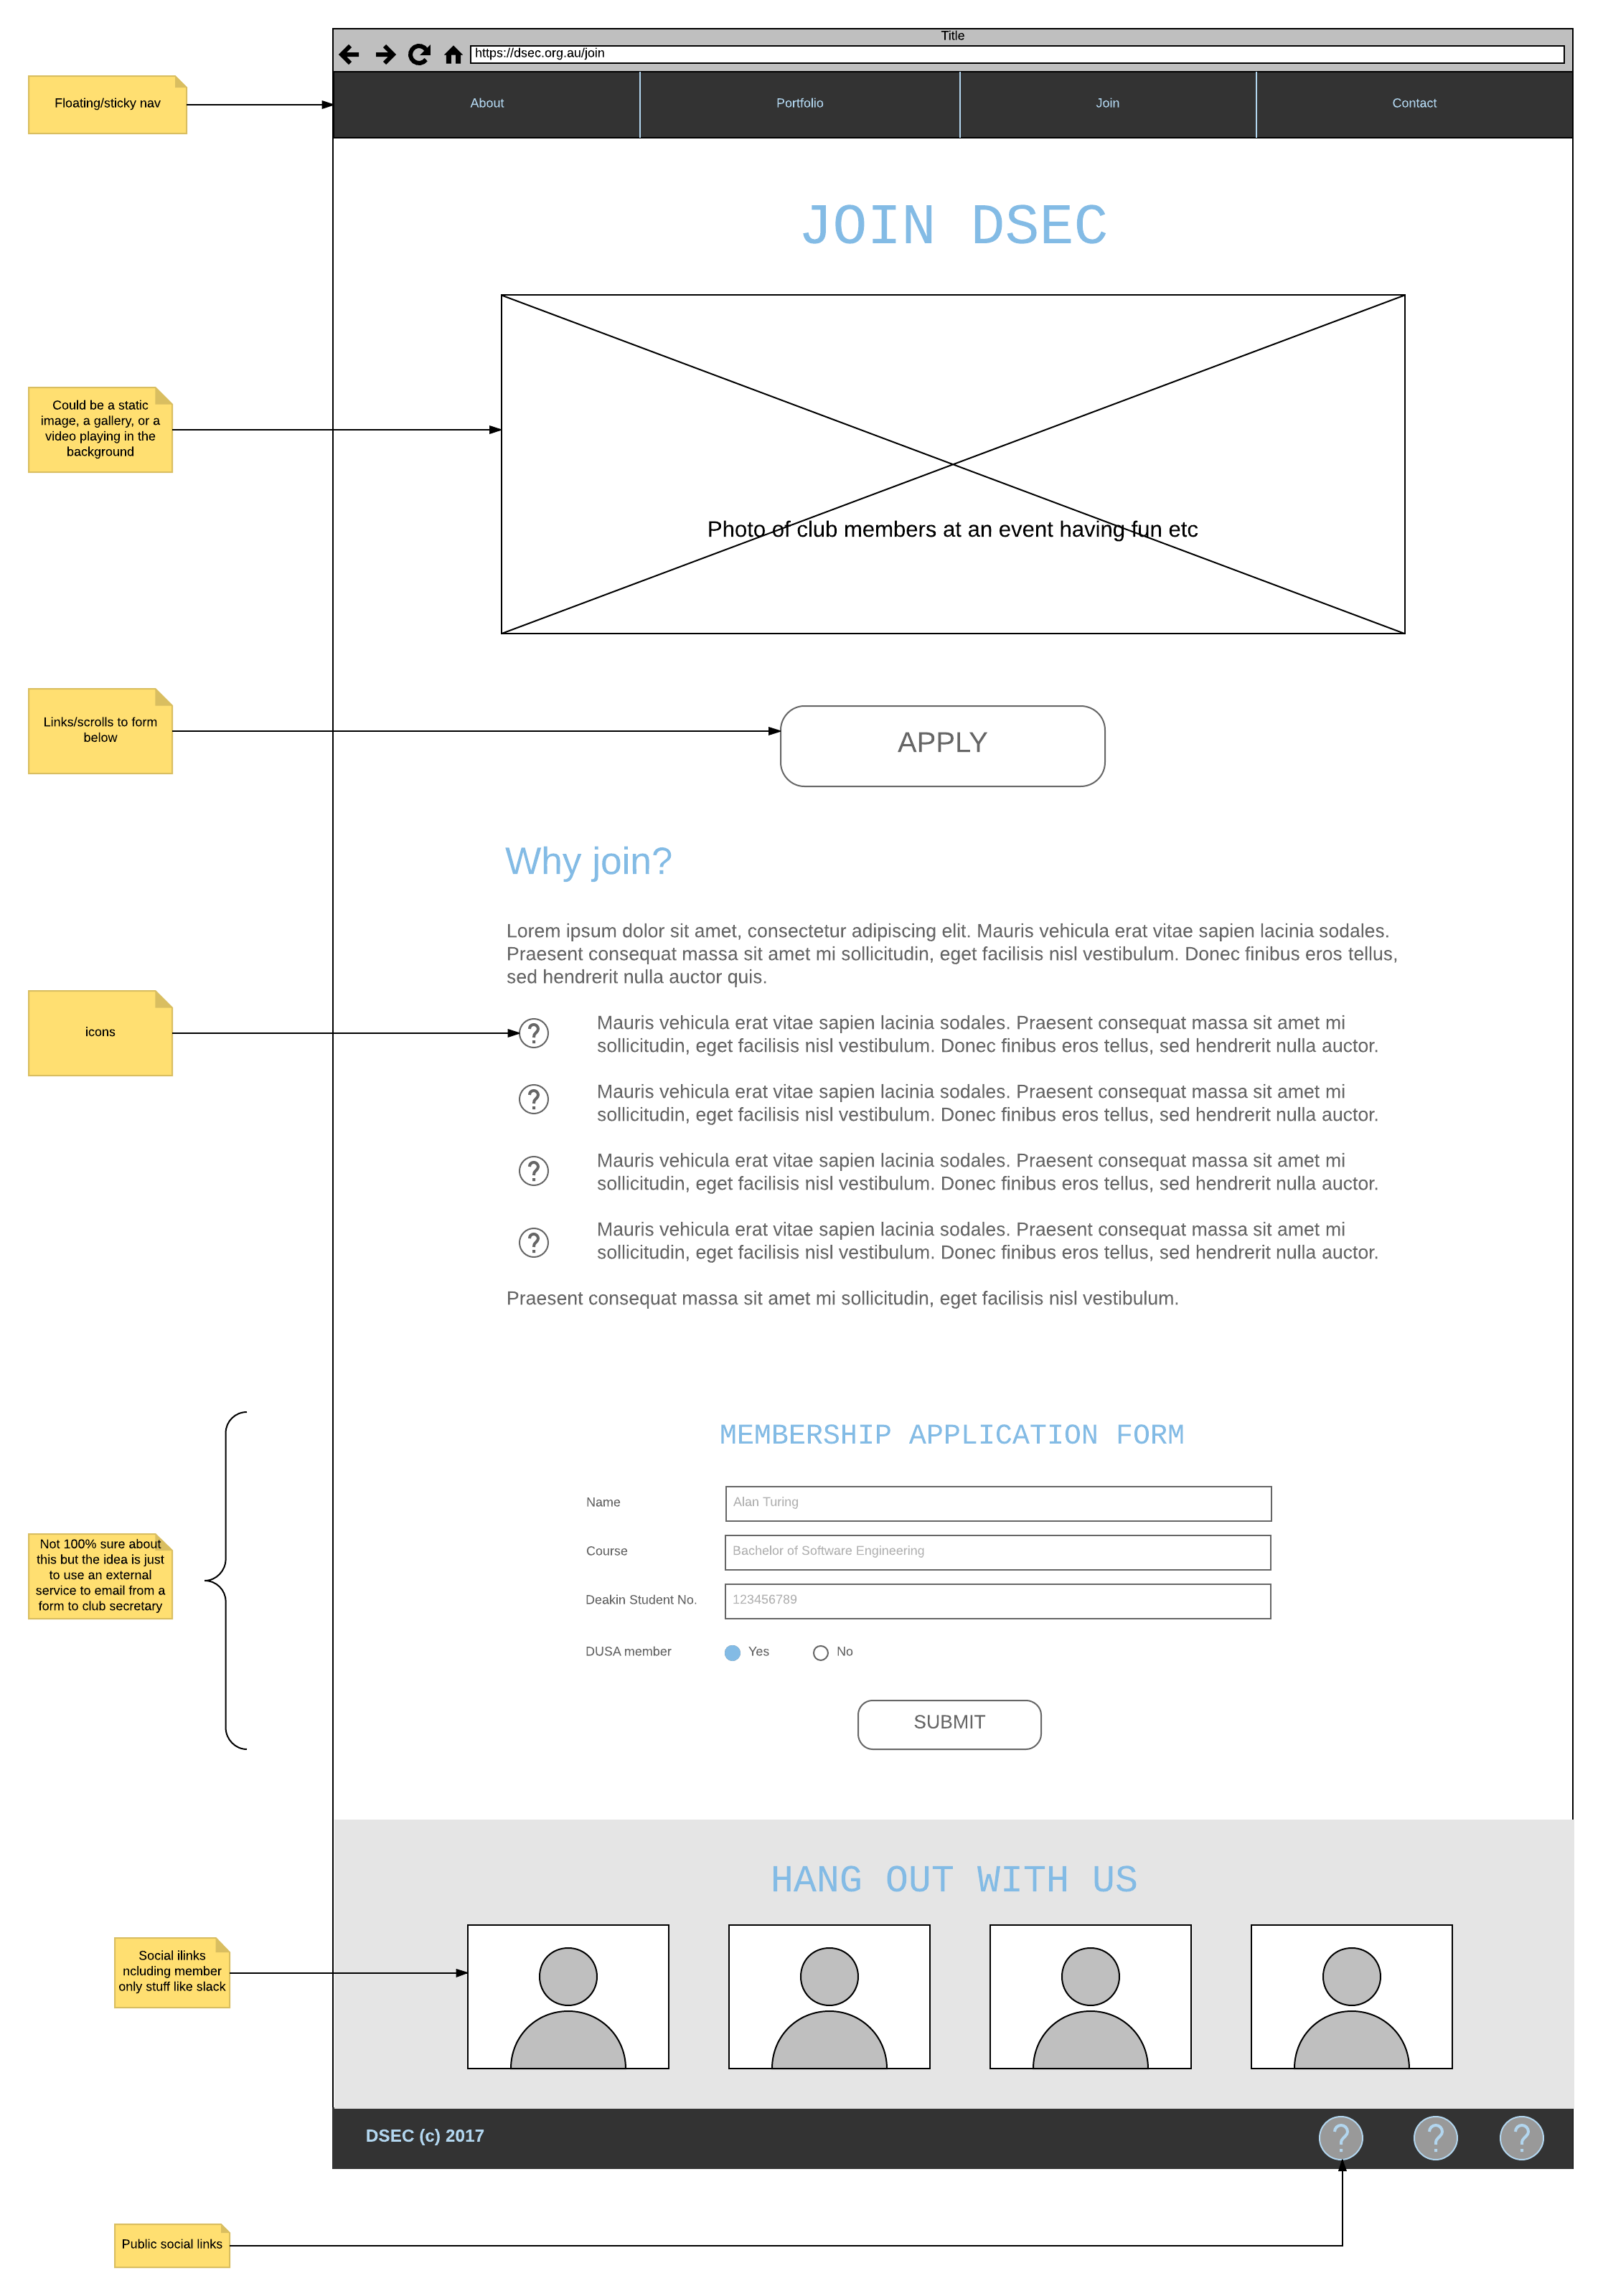 Title
https://dsec.org.au/join
Floating/sticky nav
About
Portfolio
Join
Contact
JOIN DSEC
Could be a static
image, a gallery, or a
video playing in the
background
Photo of club members at an event having fun etc
Links/scrolls to form
below
APPLY
Why join?
Lorem ipsum dolor sit amet, consectetur adipiscing elit. Mauris vehicula erat vitae sapien lacinia sodales.
Praesent consequat massa sit amet mi sollicitudin, eget facilisis nisl vestibulum. Donec finibus eros tellus,
sed hendrerit nulla auctor quis.
icons
?
Mauris vehicula erat vitae sapien lacinia sodales. Praesent consequat massa sit amet mi
sollicitudin, eget facilisis nisl vestibulum. Donec finibus eros tellus, sed hendrerit nulla auctor.
?
Mauris vehicula erat vitae sapien lacinia sodales. Praesent consequat massa sit amet mi
sollicitudin, eget facilisis nisl vestibulum. Donec finibus eros tellus, sed hendrerit nulla auctor.
?
Mauris vehicula erat vitae sapien lacinia sodales. Praesent consequat massa sit amet mi
sollicitudin, eget facilisis nisl vestibulum. Donec finibus eros tellus, sed hendrerit nulla auctor.
?
Mauris vehicula erat vitae sapien lacinia sodales. Praesent consequat massa sit amet mi
sollicitudin, eget facilisis nisl vestibulum. Donec finibus eros tellus, sed hendrerit nulla auctor.
Praesent consequat massa sit amet mi sollicitudin, eget facilisis nisl vestibulum.
MEMBERSHIP APPLICATION FORM
Name
Alan Turing
Course
Bachelor of Software Engineering
Deakin Student No.
123456789
DUSA member
Yes
No
Not 100% sure about
this but the idea is just
to use an external
service to email from a
form to club secretary
SUBMIT
HANG OUT WITH US
Social ilinks
ncluding member
only stuff like slack
DSEC (c) 2017
?
?
?
Public social links